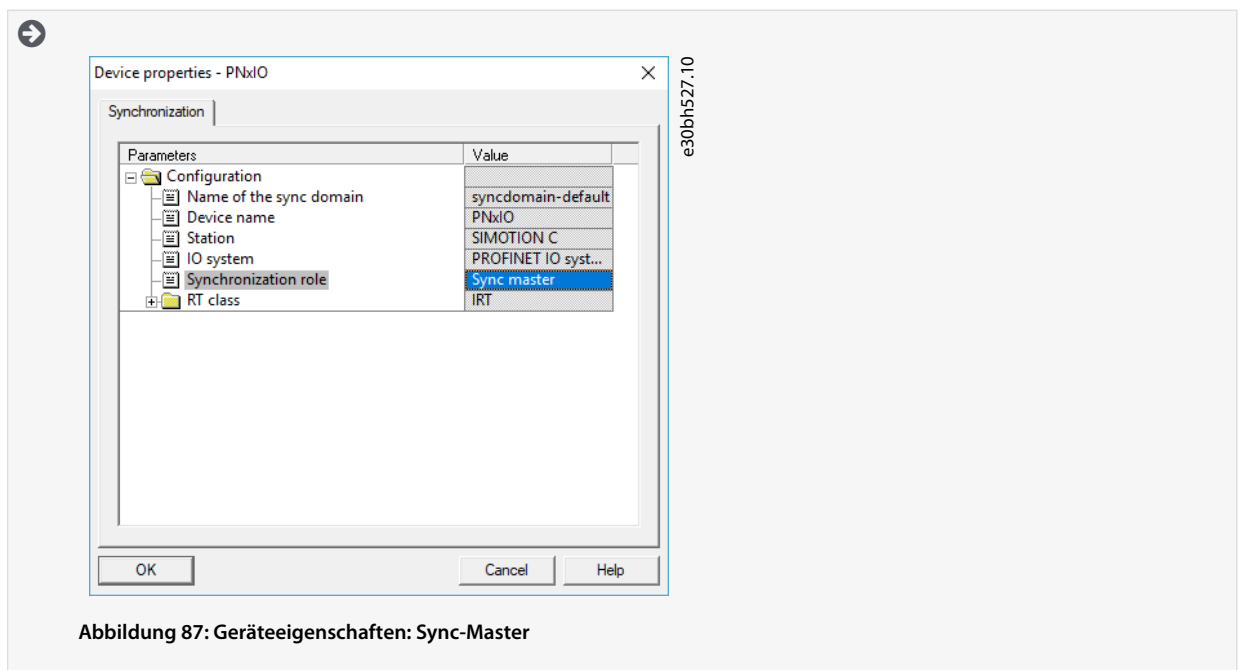 Device properties - PNxIO
e30bh527.10
Synchronization
Parameters Value
Configuration
Name of the sync domain syncdomain-default
Device name PNxIO
Station SIMOTION C
IO system PROFINET IO syst...
Synchronization role Sync master
RT class IRT
OK Cancel Help
Abbildung 87: Geräteeigenschaften: Sync-Master